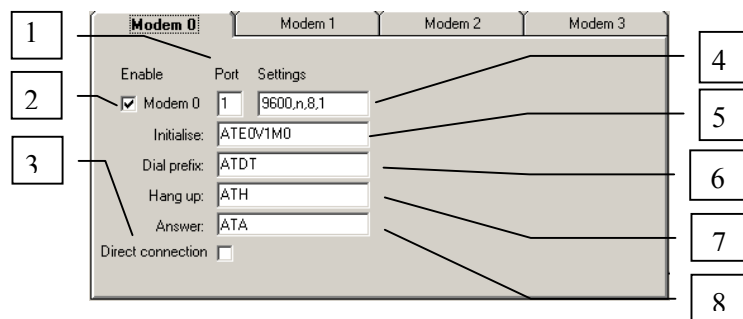 1
Modem 0 Modem 1 Modem 2 Modem 3
4
Enable Port Settings
2
Modem 0 1 9600,n,8,1
5
Initialise: ATE0V1M0
3
Dial prefix: ATDT
6
Hang up: ATH
Answer: ATA
7
Direct connection
8